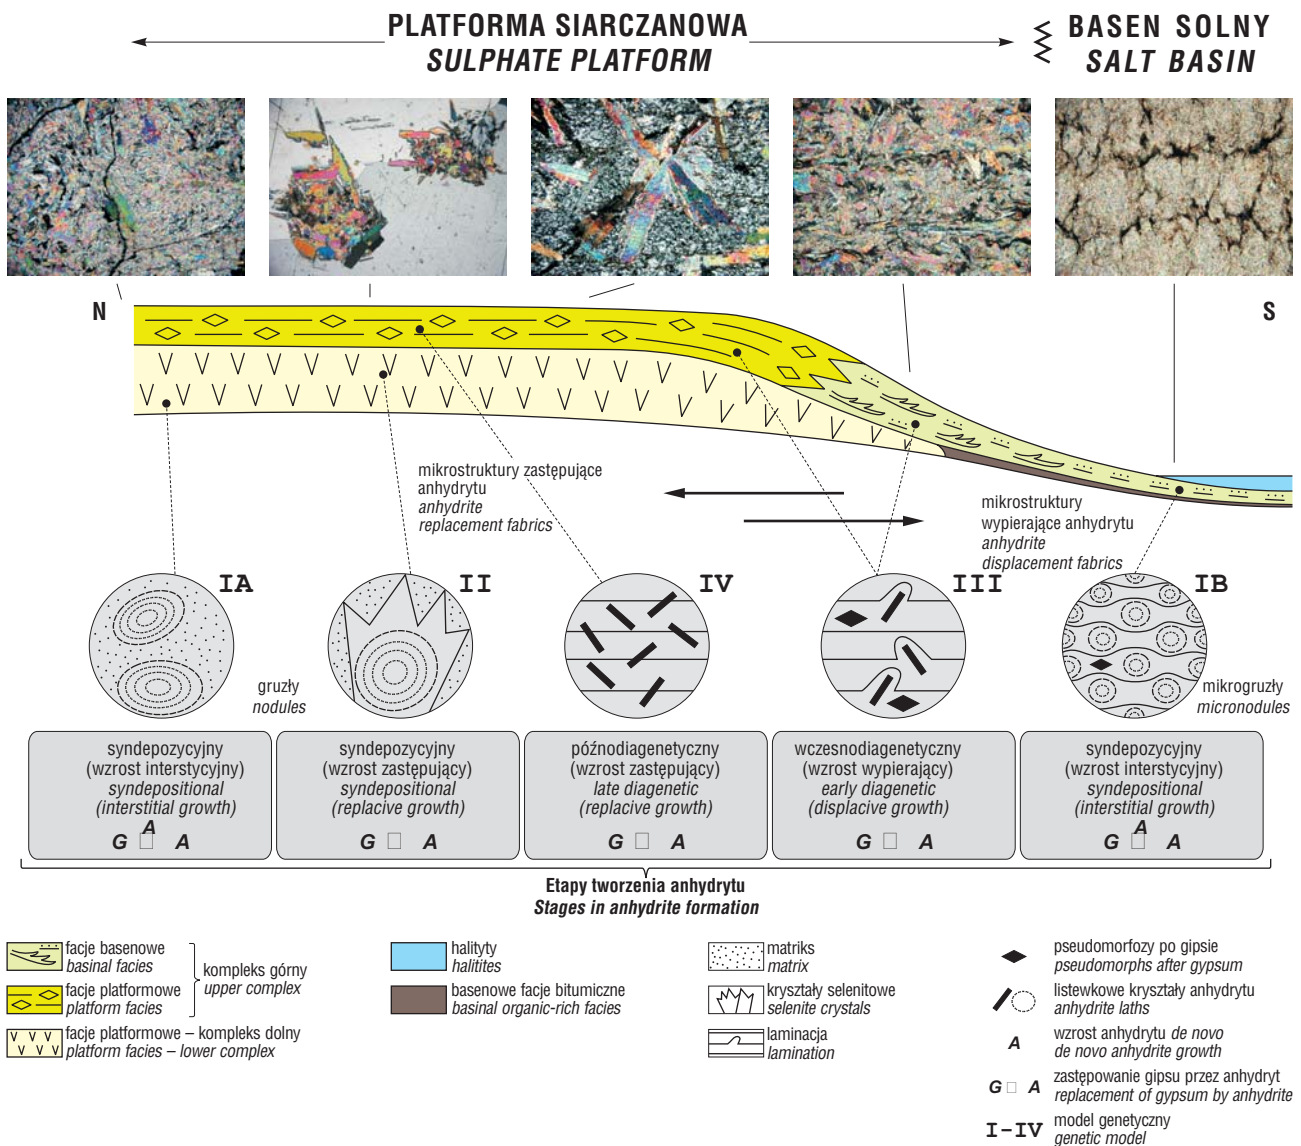 PLATFORMA SIARCZANOWA
SULPHATE PLATFORM
BASEN SOLNY
SALT BASIN
N
S
mikrostruktury zastępujące
anhydrytu
anhydrite
replacement fabrics
mikrostruktury
wypierające anhydrytu
anhydrite
displacement fabrics
IA
II
IV
III
IB
gruzły
nodules
mikrogruzły
micronodules
syndepozycyjny
(wzrost interstycyjny)
syndepositional
(interstitial growth)
A
G □ A
syndepozycyjny
(wzrost zastępujący)
syndepositional
(replacive growth)
G □ A
późnodiagenetyczny
(wzrost zastępujący)
late diagenetic
(replacive growth)
G □ A
wczesnodiagenetyczny
(wzrost wypierający)
early diagenetic
(displacive growth)
G □ A
syndepozycyjny
(wzrost interstycyjny)
syndepositional
(interstitial growth)
A
G □ A
Etapy tworzenia anhydrytu
Stages in anhydrite formation
facje basenowe
basinal facies
facje platformowe
platform facies
kompleks górny
upper complex
facje platformowe – kompleks dolny
platform facies – lower complex
halityty
halitites
basenowe facje bitumiczne
basinal organic-rich facies
matriks
matrix
kryształy selenitowe
selenite crystals
laminacja
lamination
pseudomorfozy po gipsie
pseudomorphs after gypsum
listewkowe kryształy anhydrytu
anhydrite laths
A wzrost anhydrytu de novo
de novo anhydrite growth
G □ A zastępowanie gipsu przez anhydryt
replacement of gypsum by anhydrite
I-IV model genetyczny
genetic model